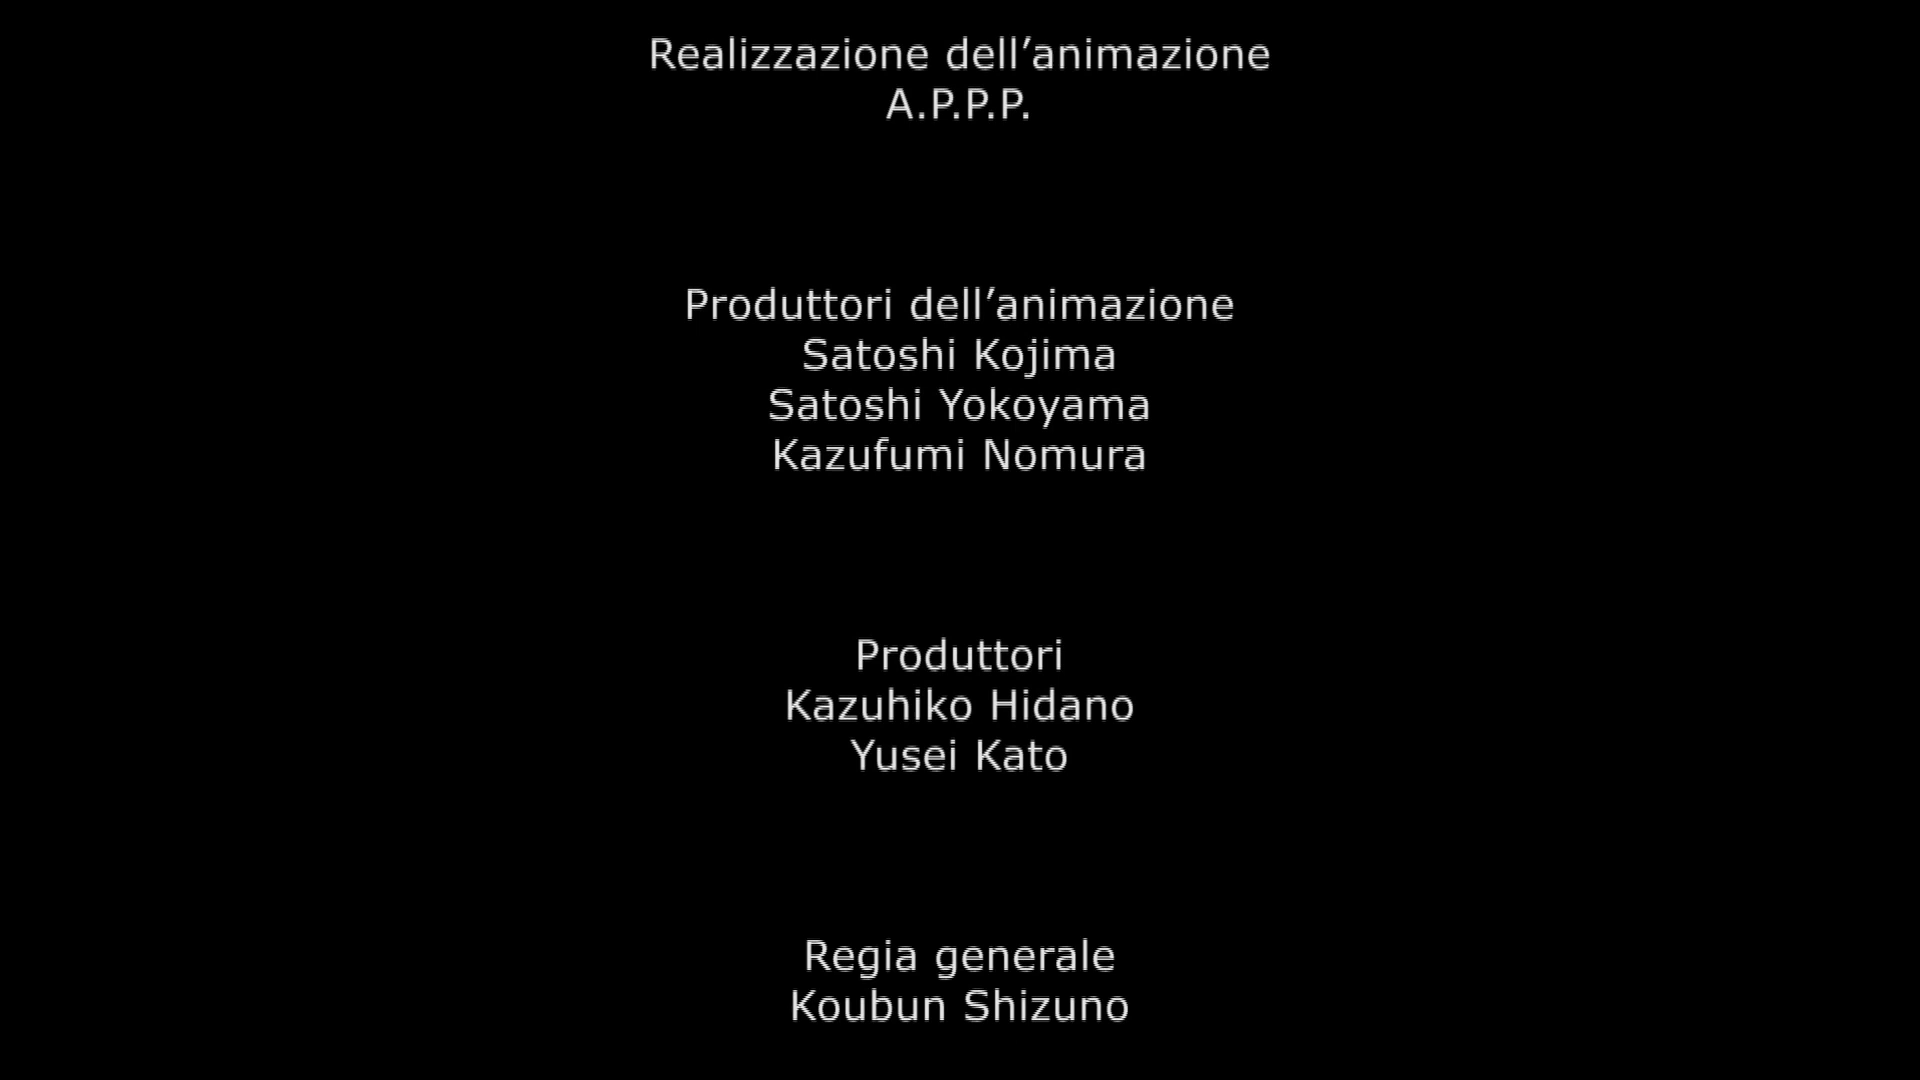 Realizzazione dell’animazione
A.P.P.P.
Produttori dell’animazione
Satoshi Kojima
Satoshi Yokoyama
Kazufumi Nomura
Produttori
Kazuhiko Hidano
Yusei Kato
Regia generale
Koubun Shizuno